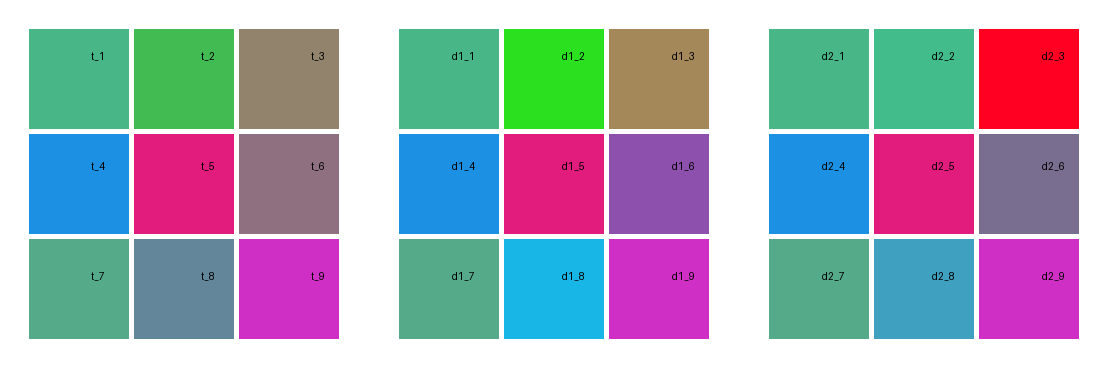 t_1 t_2 t_3 d1_1 d1_2 d1_3 d2_1 d2_2 d2_3
t_4 t_5 t_6 d1_4 d1_5 d1_6 d2_4 d2_5 d2_6
t_7 t_8 t_9 d1_7 d1_8 d1_9 d2_7 d2_8 d2_9